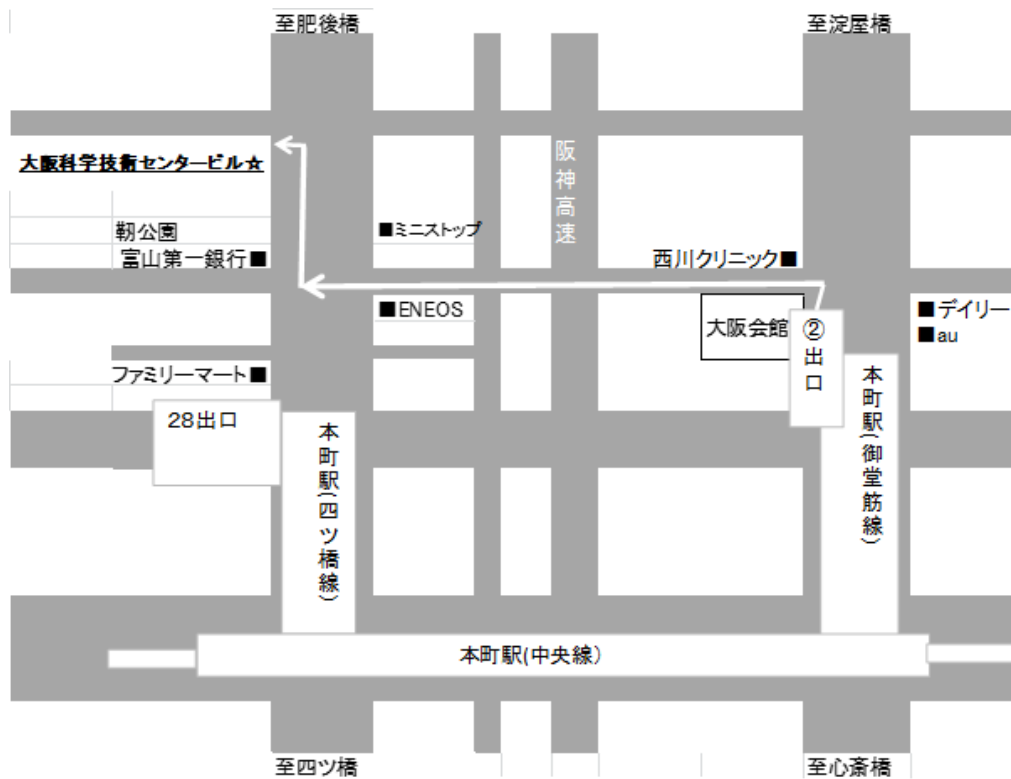 至肥後橋
至淀屋橋
大阪科学技術センタービル☆
阪神高速
靭公園
■ミニストップ
富山第一銀行■
西川クリニック■
■ENEOS
大阪会館
②出口
■デイリー
■au
ファミリーマート■
28出口
本町駅(四ツ橋線)
本町駅(御堂筋線)
本町駅(中央線)
至四ツ橋
至心斎橋